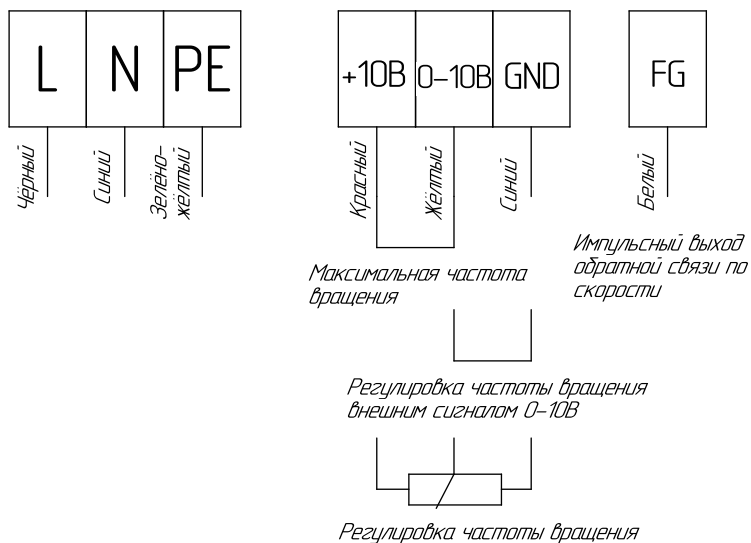 L N PE
+10В 0-10В GND
FG
Чёрный
Синий
Зелёно-
жёлтый
Красный
Жёлтый
Синий
Белый
Импульсный выход
обратной связи по
скорости
Максимальная частота
вращения
Регулировка частоты вращения
внешним сигналом 0-10В
Регулировка частоты вращения